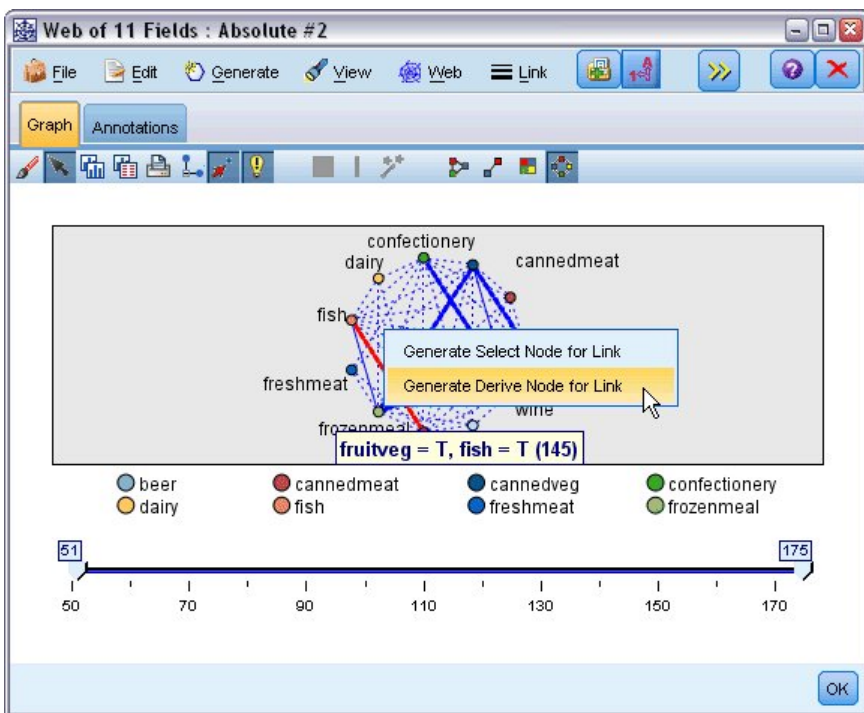 Web of 11 Fields : Absolute #2
File Edit Generate View Web Link
Graph Annotations
confectionery
dairy cannedmeat
fish
Generate Select Node for Link
freshmeat Generate Derive Node for Link
wine
frozenmeal
fruitveg = T, fish = T (145)
beer cannedmeat cannedveg confectionery
dairy fish freshmeat frozenmeal
51 175
50 70 90 110 130 150 170
OK